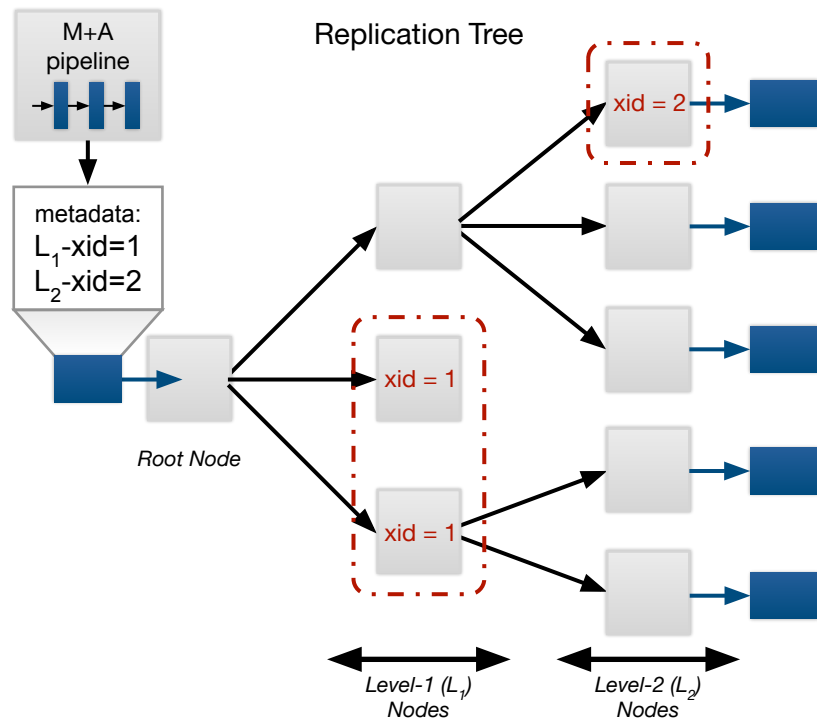 M+A
pipeline
Replication Tree
metadata:
L₁-xid=1
L₂-xid=2
xid = 2
xid = 1
xid = 1
Root Node
Level-1 (L₁)
Nodes
Level-2 (L₂)
Nodes